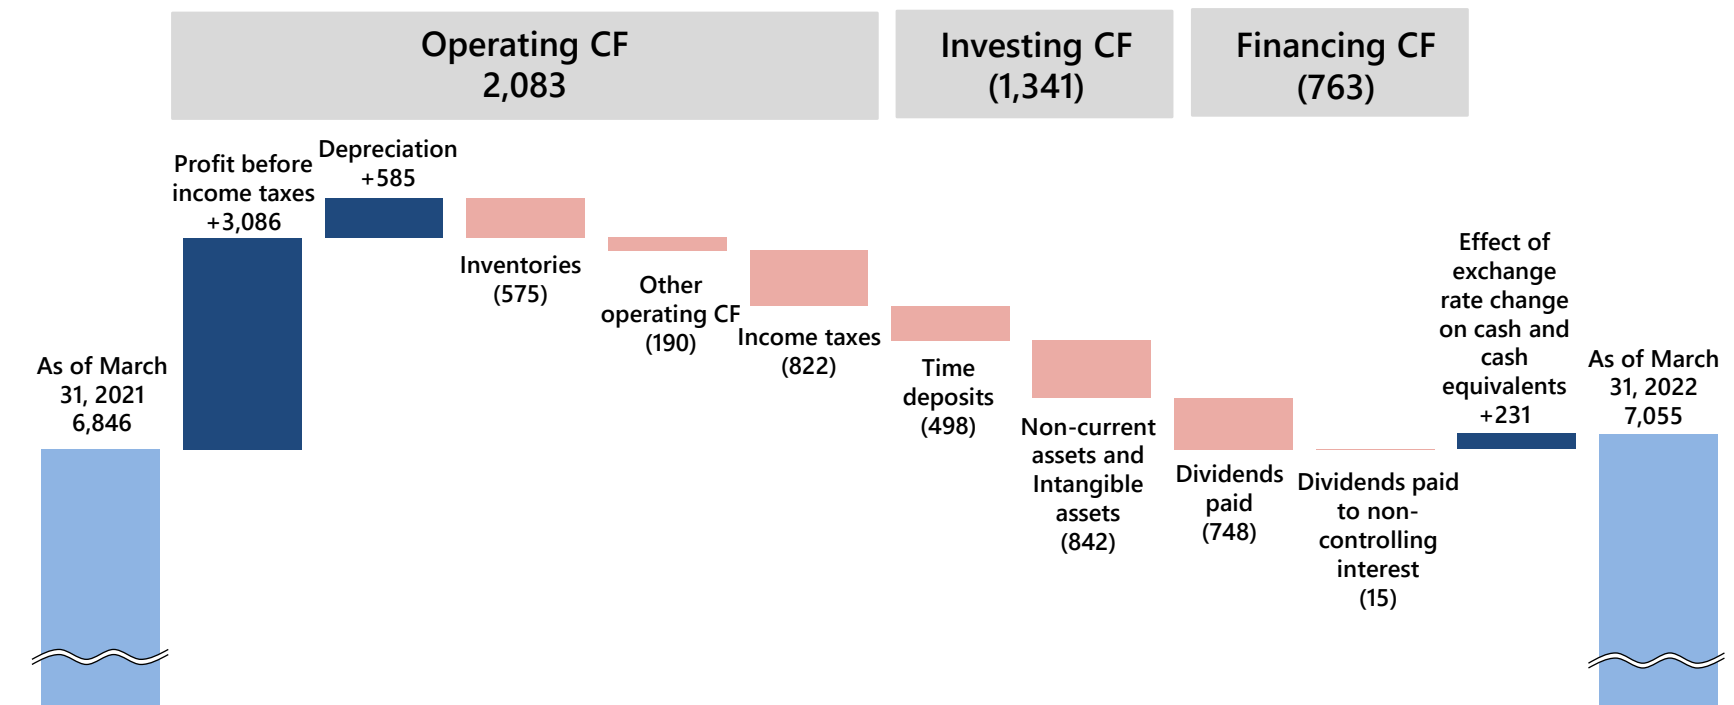 Operating CF
2,083
Investing CF
(1,341)
Financing CF
(763)
As of March
31, 2021
6,846
Profit before
income taxes
+3,086
Depreciation
+585
Inventories
(575)
Other
operating CF
(190)
Income taxes
(822)
Time
deposits
(498)
Non-current
assets and
Intangible
assets
(842)
Dividends
paid
(748)
Dividends paid
to non-
controlling
interest
(15)
Effect of
exchange
rate change
on cash and
cash
equivalents
+231
As of March
31, 2022
7,055